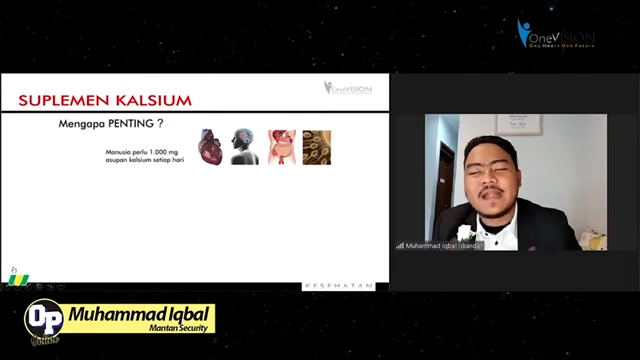 OneVISION
One Heart One Future
OneVISION
SUPLEMEN KALSIUM
Mengapa PENTING ?
Manusia perlu 1.000 mg
asupan kalsium setiap hari
Muhammad Iqbal Iskandar
KESEHATAN
Op
Muhammad Iqbal
Mantan Security